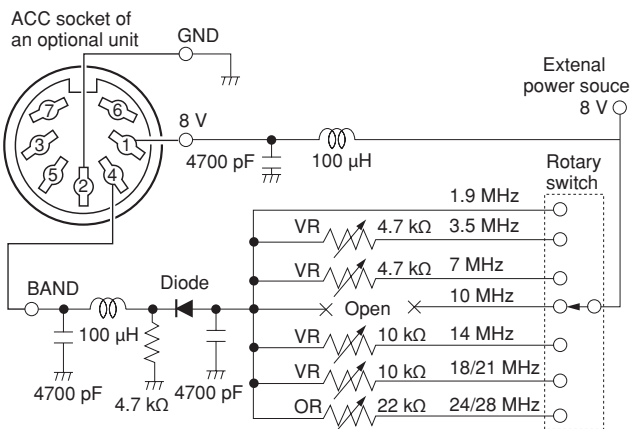 ACC socket of
an optional unit
GND
Extenal
power souce
8 V
8 V
4700 pF
100 µH
Rotary
switch
7
6
3
1
5
4
2
1.9 MHz
VR 4.7 kΩ 3.5 MHz
VR 4.7 kΩ 7 MHz
Open 10 MHz
VR 10 kΩ 14 MHz
VR 10 kΩ 18/21 MHz
OR 22 kΩ 24/28 MHz
BAND
Diode
100 µH
4700 pF
4.7 kΩ
4700 pF